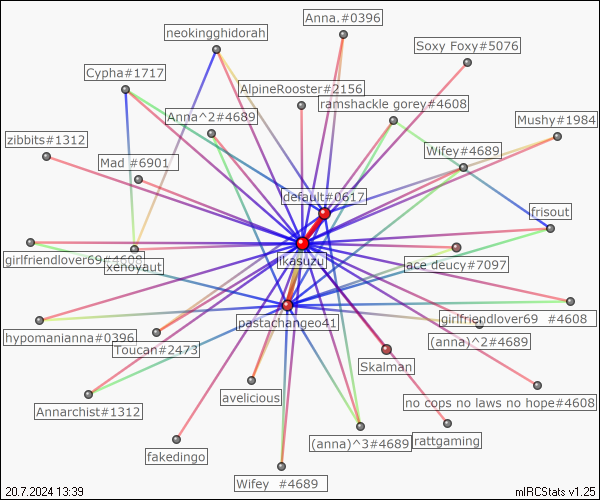 Anna.#0396
neokingghidorah
Soxy Foxy#5076
Cypha#1717
AlpineRooster#2156
ramshackle gorey#4608
Anna^2#4689
Mushy#1984
zibbits#1312
Wifey#4689
Mad #6901
default#0617
frisout
ikasuzu
girlfriendlover69#4608
xenoyaut
ace deucy#7097
pastachangeo41
girlfriendlover69 #4608
hypomanianna#0396
(anna)^2#4689
Toucan#2473
Skalman
avelicious
no cops no laws no hope#4608
Annarchist#1312
(anna)^3#4689
rattgaming
fakedingo
Wifey #4689
20.7.2024 13:39
mIRCStats v1.25